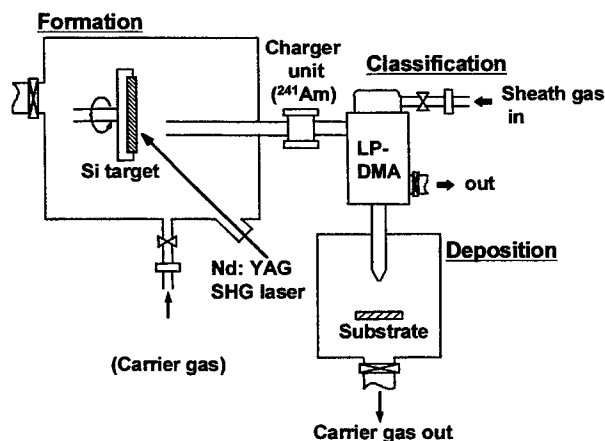 Formation
Charger
unit
(²⁴¹Am)
Classification
Sheath gas
in
LP-
DMA
out
Si target
Nd: YAG
SHG laser
Deposition
Substrate
(Carrier gas)
Carrier gas out